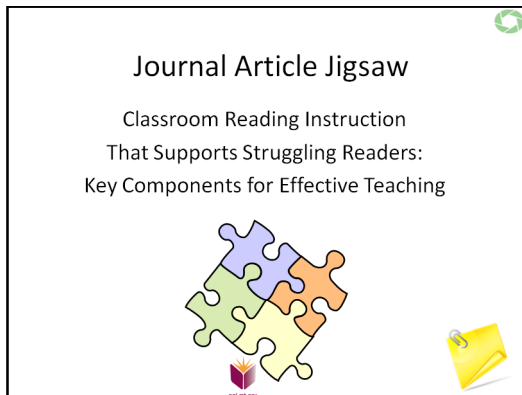 Journal Article Jigsaw
Classroom Reading Instruction
That Supports Struggling Readers:
Key Components for Effective Teaching